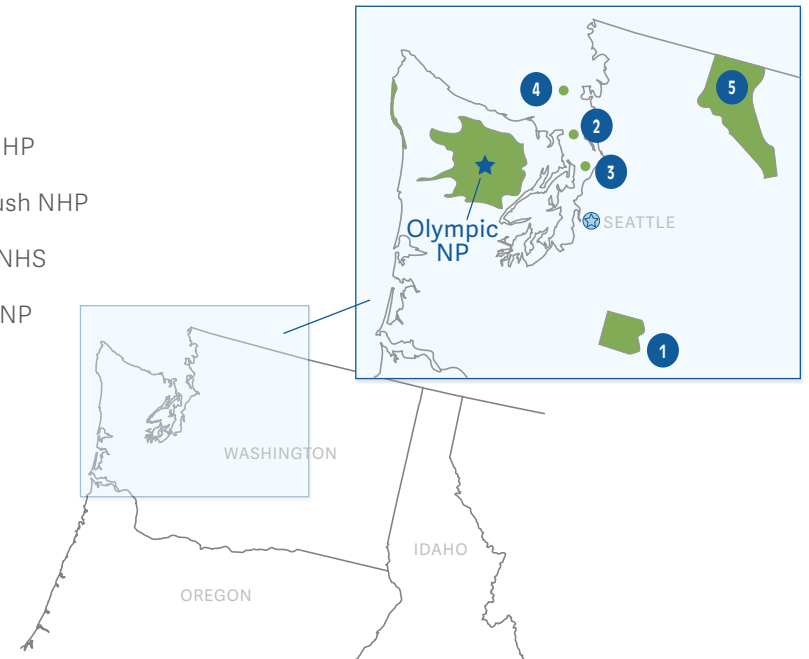 HP
ush NHP
NHS
NP
4
2
3
5
Olympic
NP
SEATTLE
1
WASHINGTON
IDAHO
OREGON